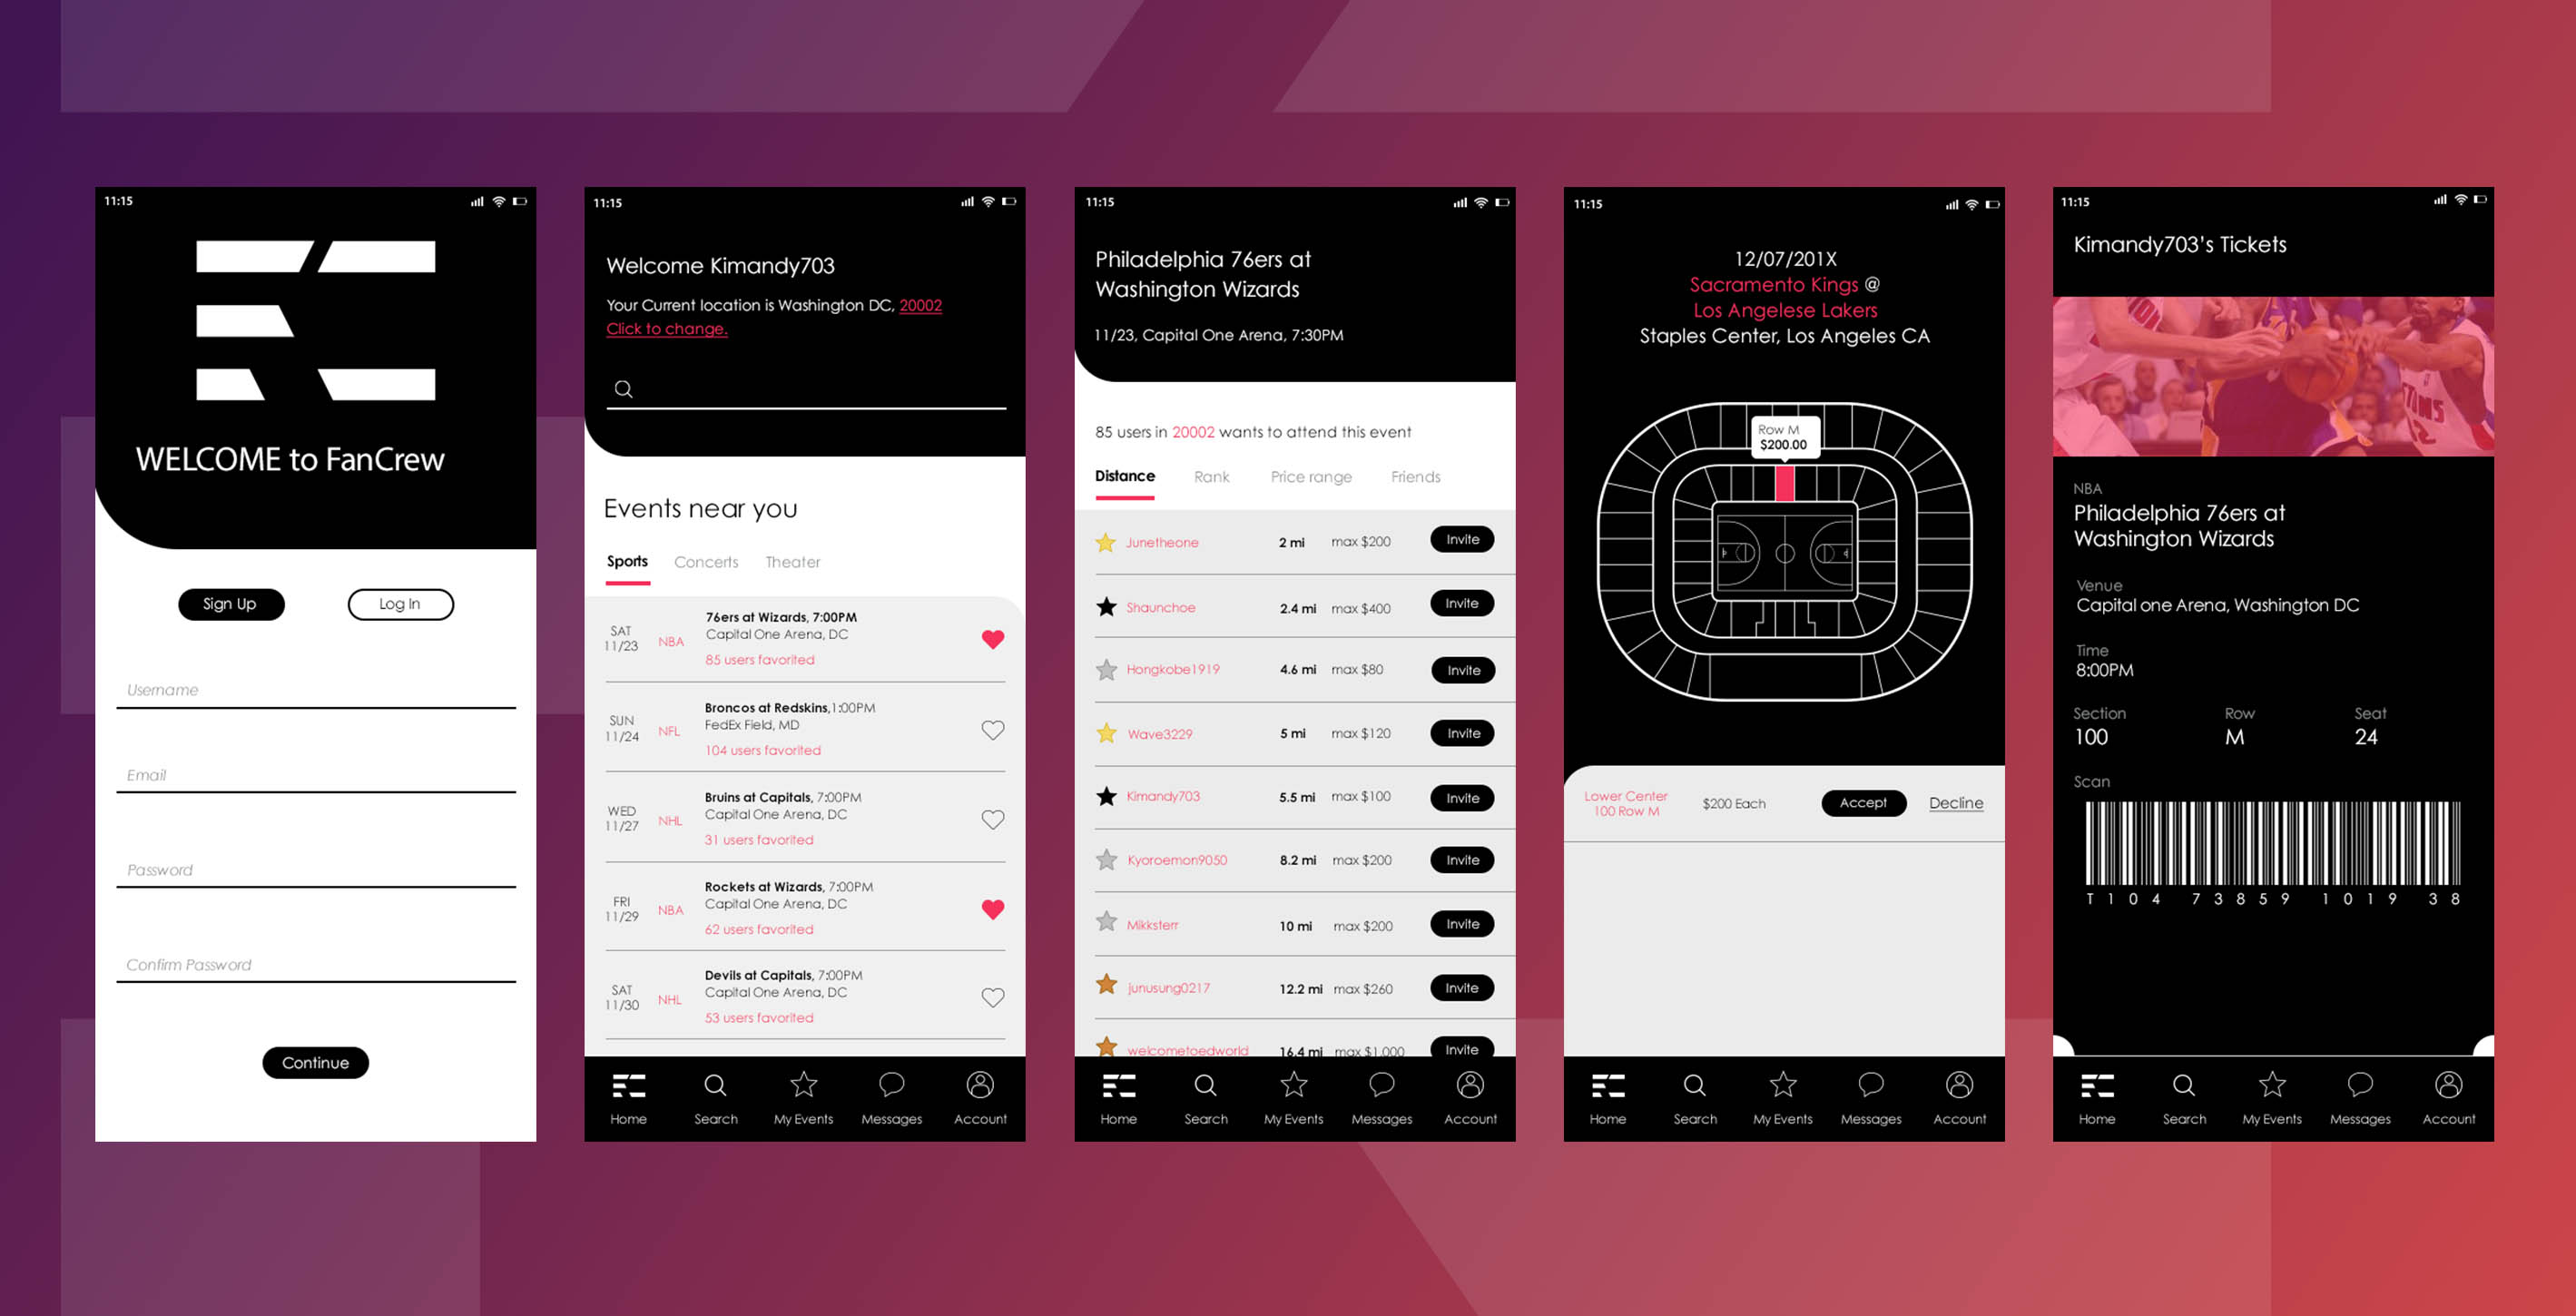 11:15
WELCOME to FanCrew
Sign Up
Log In
Username
Email
Password
Confirm Password
Continue
11:15
Welcome Kimandy703
Your Current location is Washington DC, 20002
Click to change.
Events near you
Sports Concerts Theater
SAT
11/23
NBA
76ers at Wizards, 7:00PM
Capital One Arena, DC
85 users favorited
SUN
11/24
NFL
Broncos at Redskins,1:00PM
FedEx Field, MD
104 users favorited
WED
11/27
NHL
Bruins at Capitals, 7:00PM
Capital One Arena, DC
31 users favorited
FRI
11/29
NBA
Rockets at Wizards, 7:00PM
Capital One Arena, DC
62 users favorited
SAT
11/30
NHL
Devils at Capitals, 7:00PM
Capital One Arena, DC
53 users favorited
Home Search My Events Messages Account
11:15
Philadelphia 76ers at
Washington Wizards
11/23, Capital One Arena, 7:30PM
85 users in 20002 wants to attend this event
Distance Rank Price range Friends
Junetheone 2 mi max $200 Invite
Shaunchoe 2.4 mi max $400 Invite
Hongkobe1919 4.6 mi max $80 Invite
Wave3229 5 mi max $120 Invite
Kimandy703 5.5 mi max $100 Invite
Kyoroemon9050 8.2 mi max $200 Invite
Mikksterr 10 mi max $200 Invite
junusung0217 12.2 mi max $260 Invite
welcometoedworld 16.4 mi max $1,000 Invite
Home Search My Events Messages Account
11:15
12/07/201X
Sacramento Kings @
Los Angelese Lakers
Staples Center, Los Angeles CA
Row M
$200.00
Lower Center
100 Row M
$200 Each
Accept
Decline
Home Search My Events Messages Account
11:15
Kimandy703's Tickets
NBA
Philadelphia 76ers at
Washington Wizards
Venue
Capital one Arena, Washington DC
Time
8:00PM
Section Row Seat
100 M 24
Scan
T104 73859 1019 38
Home Search My Events Messages Account